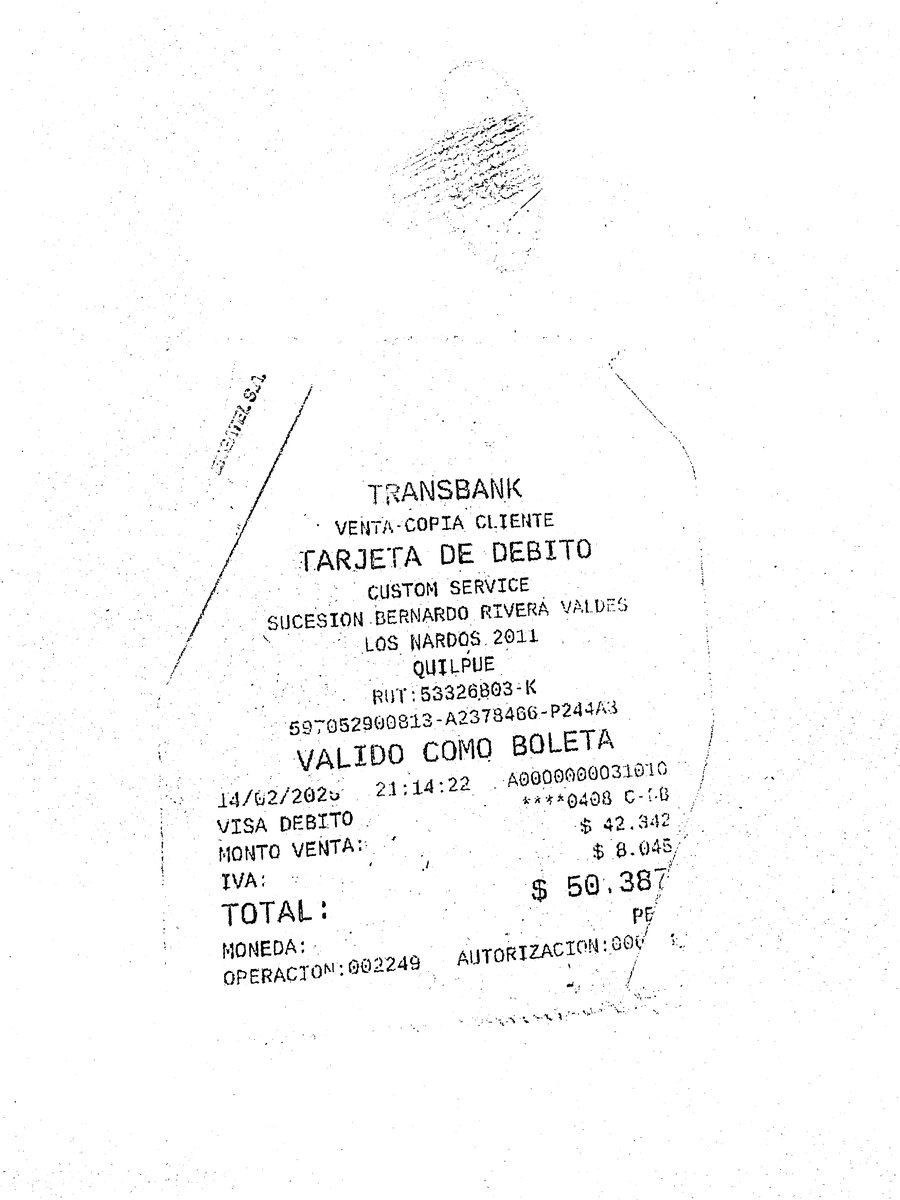 TRANSBANK
VENTA-COPIA CLIENTE
TARJETA DE DEBITO
CUSTOM SERVICE
SUCESION BERNARDO RIVERA VALDES
LOS NARDOS 2011
QUILPUE
RUT:53326803-K
597052900813-A2378466-P244A3
VALIDO COMO BOLETA
21:14:22 A0000000031010
VISA DEBITO ****0408
MONTO VENTA: $ 42.342
IVA: $ 8.045
TOTAL: $ 50.387
MONEDA:
OPERACION:002249 AUTORIZACION: